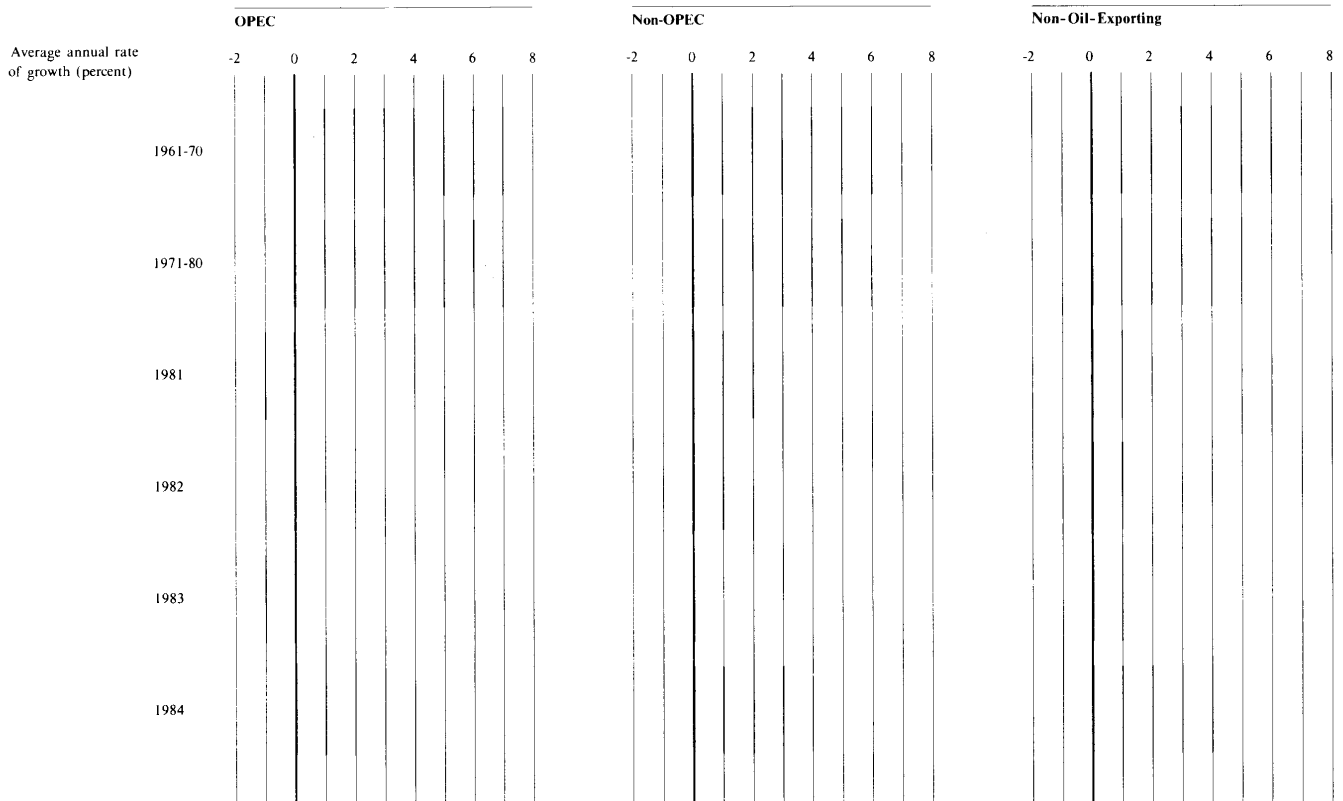 OPEC Non-OPEC Non-Oil-Exporting
Average annual rate
of growth (percent)
-2 0 2 4 6 8 -2 0 2 4 6 8 -2 0 2 4 6 8
1961-70
1971-80
1981
1982
1983
1984